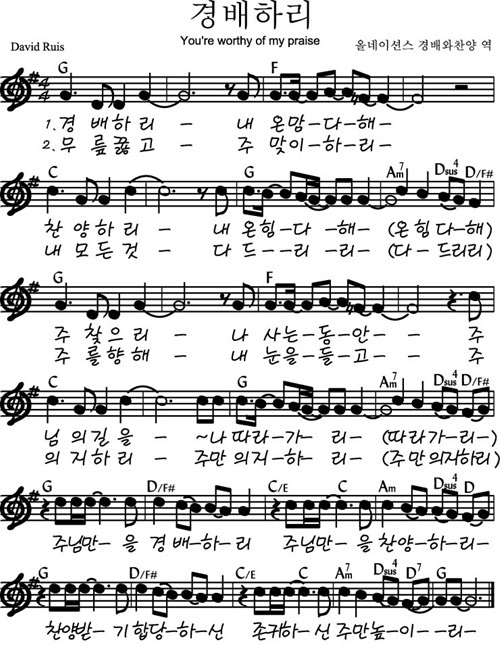 경배하리
You're worthy of my praise
David Ruis
올네이션스 경배와찬양 역
G F
1.경 배하리 - 내 온맘-다-해-
2.무 릎꿇고 - 주 맞이-하-리-
C G Am7 Dsus4 D/F#
찬 양하리 - 내 온힘-다 -해- (온힘다-해)
내 모든것 - 다 드--리 -리- (다-드리리)
G F
주 찾으리 - 나 사는-동-안- - 주
주 를향해 - 내 눈을-들-고- - 주
C G Am7 Dsus4 D/F#
님 의길을 - ~나따라-가- 리- (따라가-리-)
의 지하리 - 주만의지-하- 리- (주만의지하리)
G D/F# C/E C D7
주님만- 을 경배-하-리 주님만- 을찬양-하-리-
G D/F# C/E C Am7 Dsus4 D G
찬양받- 기합당-하-신 존귀하- 신주만높-이--리-